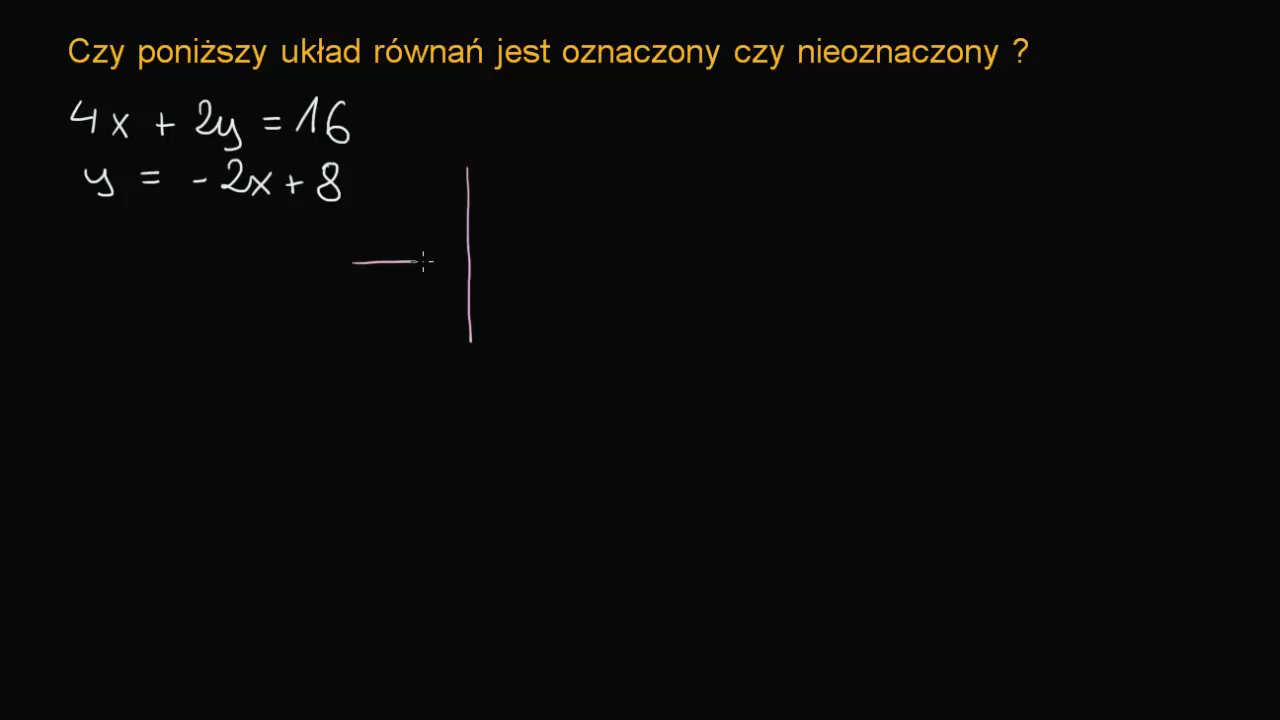 Czy poniższy układ równań jest oznaczony czy nieoznaczony ?
4x + 2y = 16
y = -2x + 8